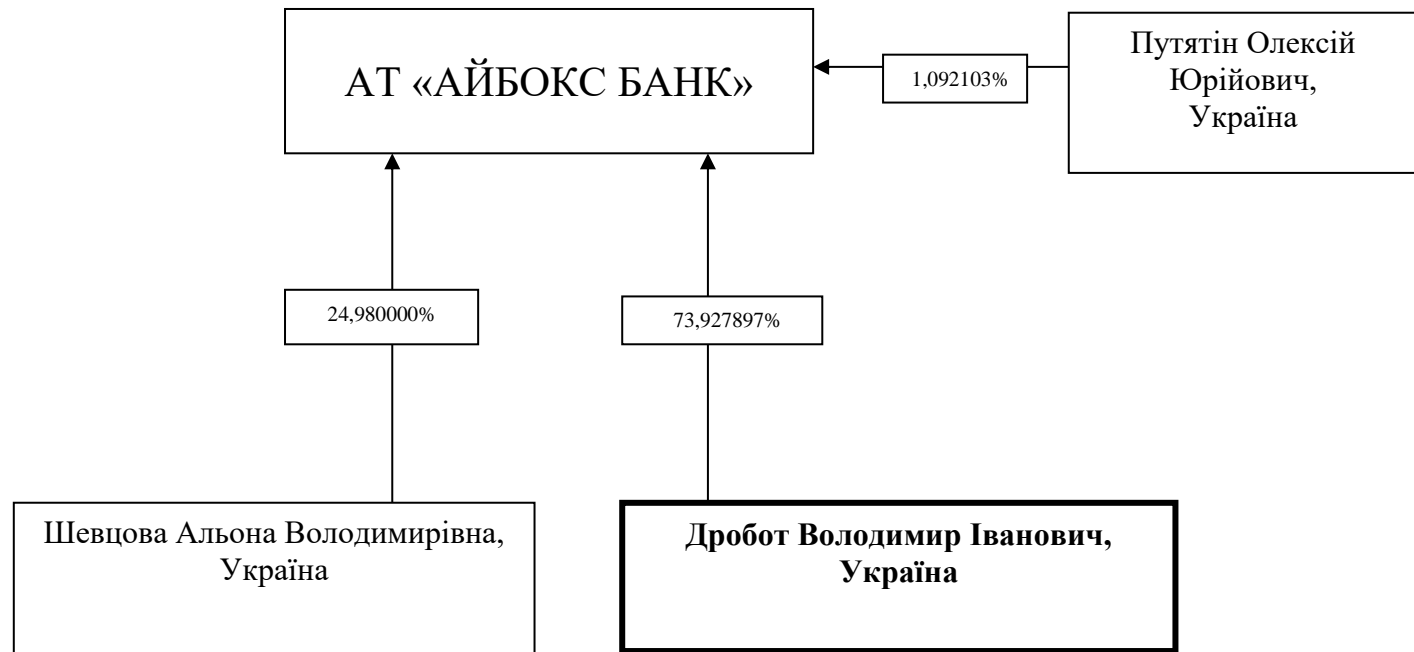 АТ «АЙБОКС БАНК»
1,092103%
Путятін Олексій
Юрійович,
Україна
24,980000%
73,927897%
Шевцова Альона Володимирівна,
Україна
Дробот Володимир Іванович,
Україна